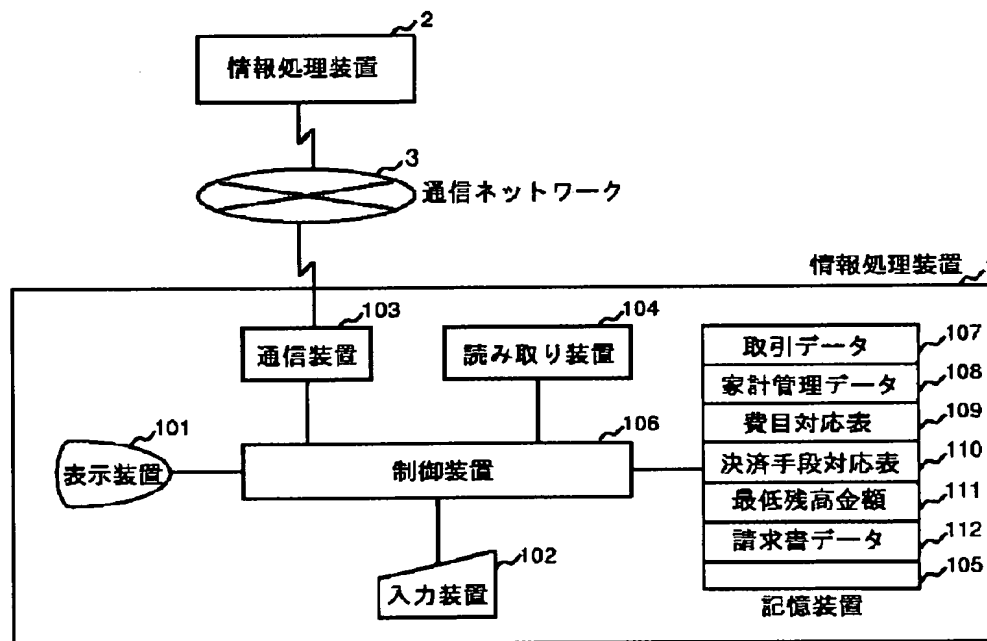 2
情報処理装置
3
通信ネットワーク
情報処理装置
103
通信装置
104
読み取り装置
101
表示装置
106
制御装置
102
入力装置
取引データ
107
家計管理データ
108
費目対応表
109
決済手段対応表
110
最低残高金額
111
請求書データ
112
105
記憶装置